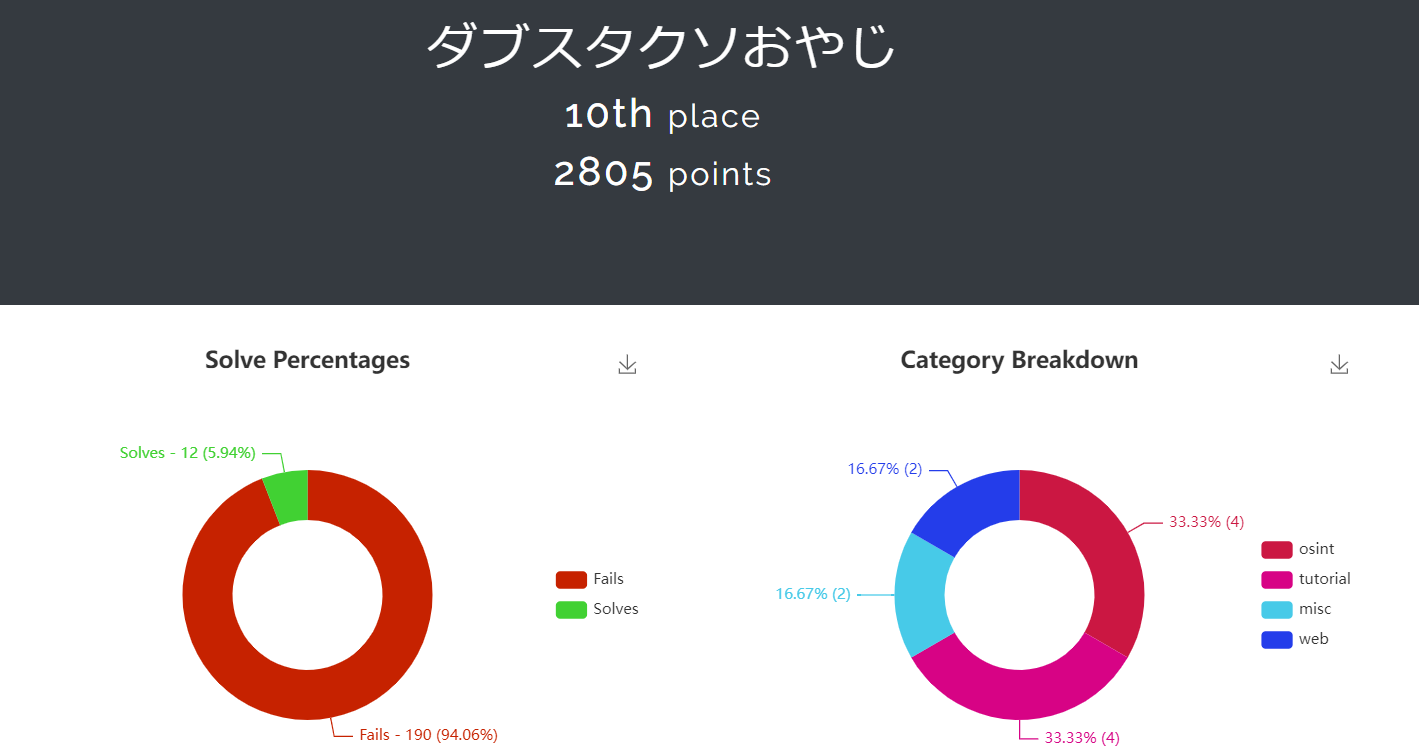 ダブスタクソおやじ
10th place
2805 points
Solve Percentages
Category Breakdown
Solves - 12 (5.94%)
Fails - 190 (94.06%)
Fails
Solves
16.67% (2)
33.33% (4)
16.67% (2)
33.33% (4)
osint
tutorial
misc
web